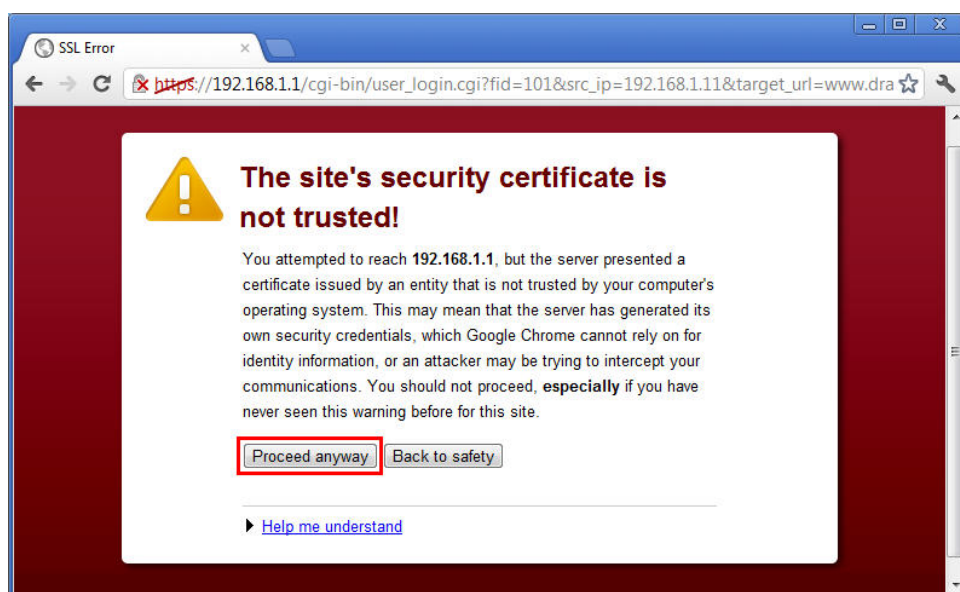 SSL Error
https://192.168.1.1/cgi-bin/user_login.cgi?fid=101&src_ip=192.168.1.11&target_url=www.dra
The site's security certificate is
not trusted!
You attempted to reach 192.168.1.1, but the server presented a
certificate issued by an entity that is not trusted by your computer's
operating system. This may mean that the server has generated its
own security credentials, which Google Chrome cannot rely on for
identity information, or an attacker may be trying to intercept your
communications. You should not proceed, especially if you have
never seen this warning before for this site.
Proceed anyway Back to safety
Help me understand